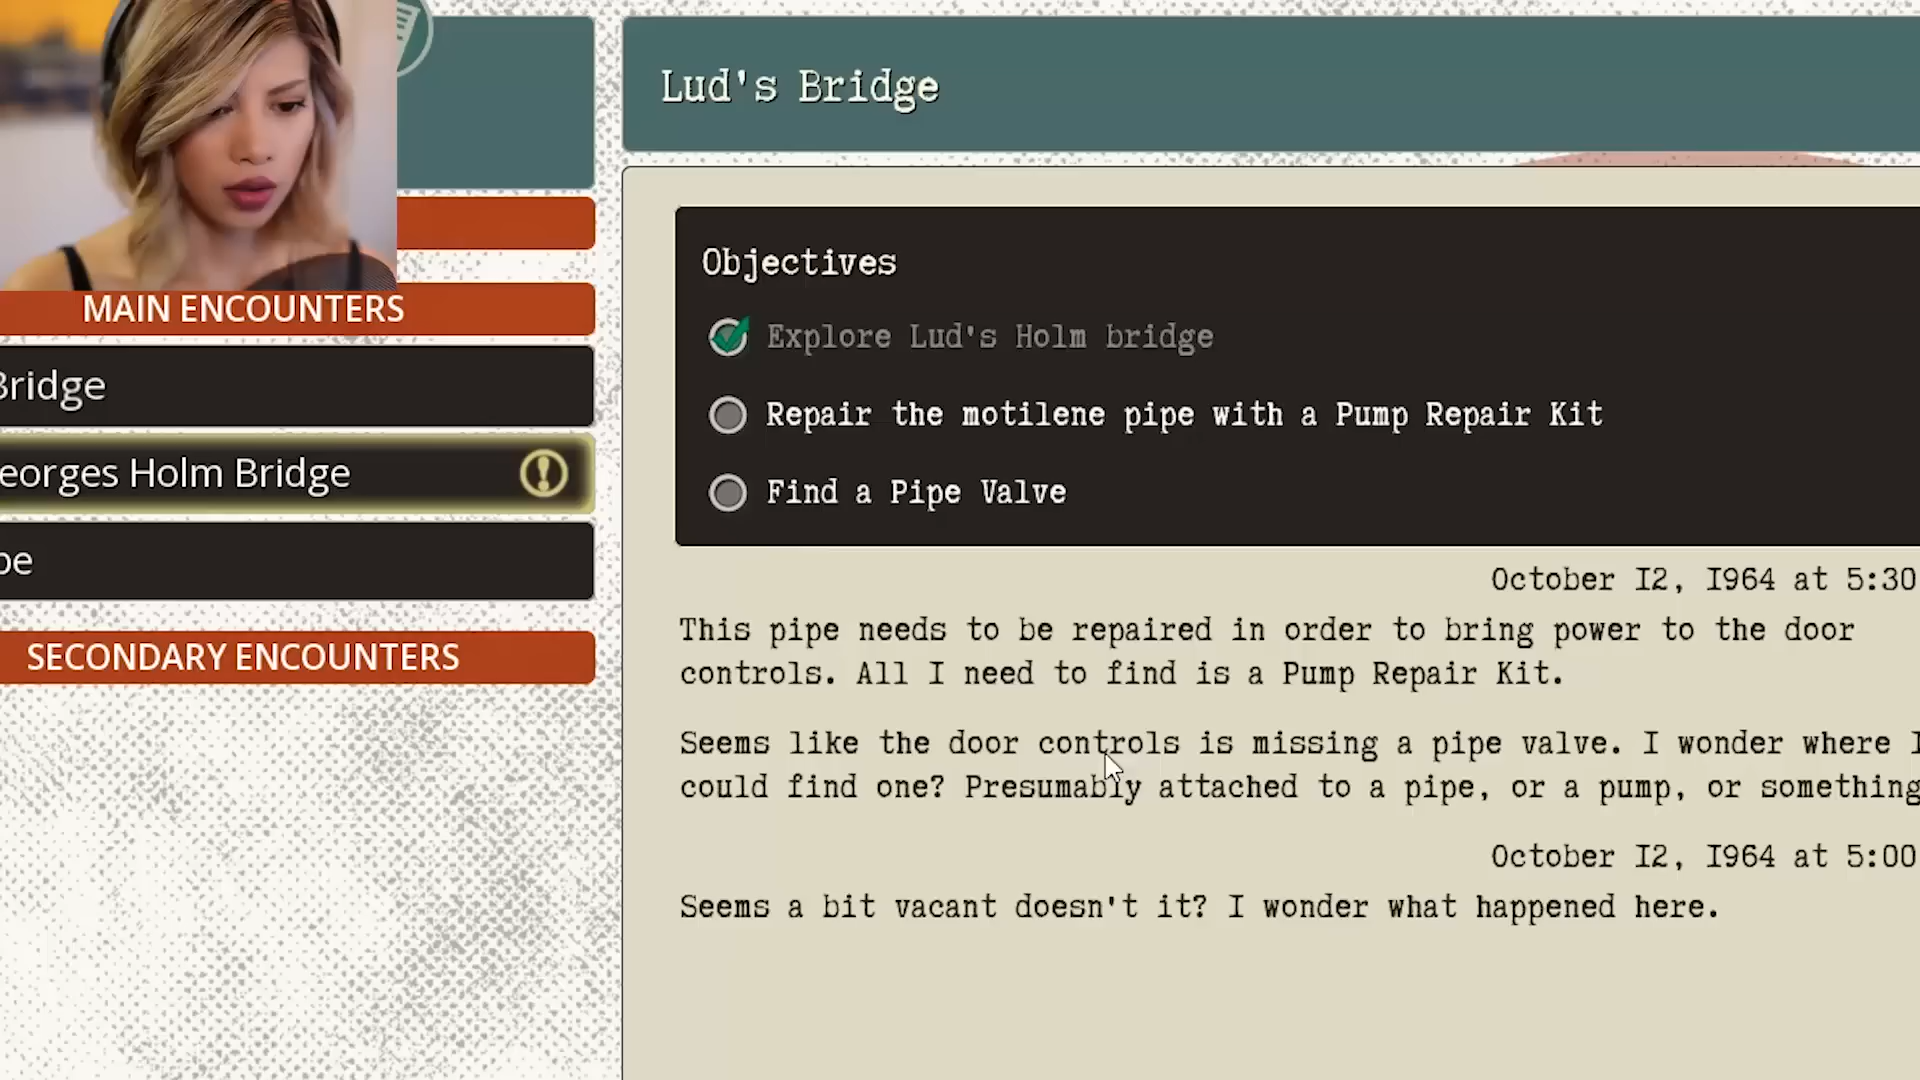 Lud's Bridge
MAIN ENCOUNTERS
Bridge
eorges Holm Bridge
SECONDARY ENCOUNTERS
Objectives
Explore Lud's Holm bridge
Repair the motilene pipe with a Pump Repair Kit
Find a Pipe Valve
October I2, I964 at 5:30
This pipe needs to be repaired in order to bring power to the door
controls. All I need to find is a Pump Repair Kit.
Seems like the door controls is missing a pipe valve. I wonder where I
could find one? Presumably attached to a pipe, or a pump, or something
October I2, I964 at 5:00
Seems a bit vacant doesn't it? I wonder what happened here.